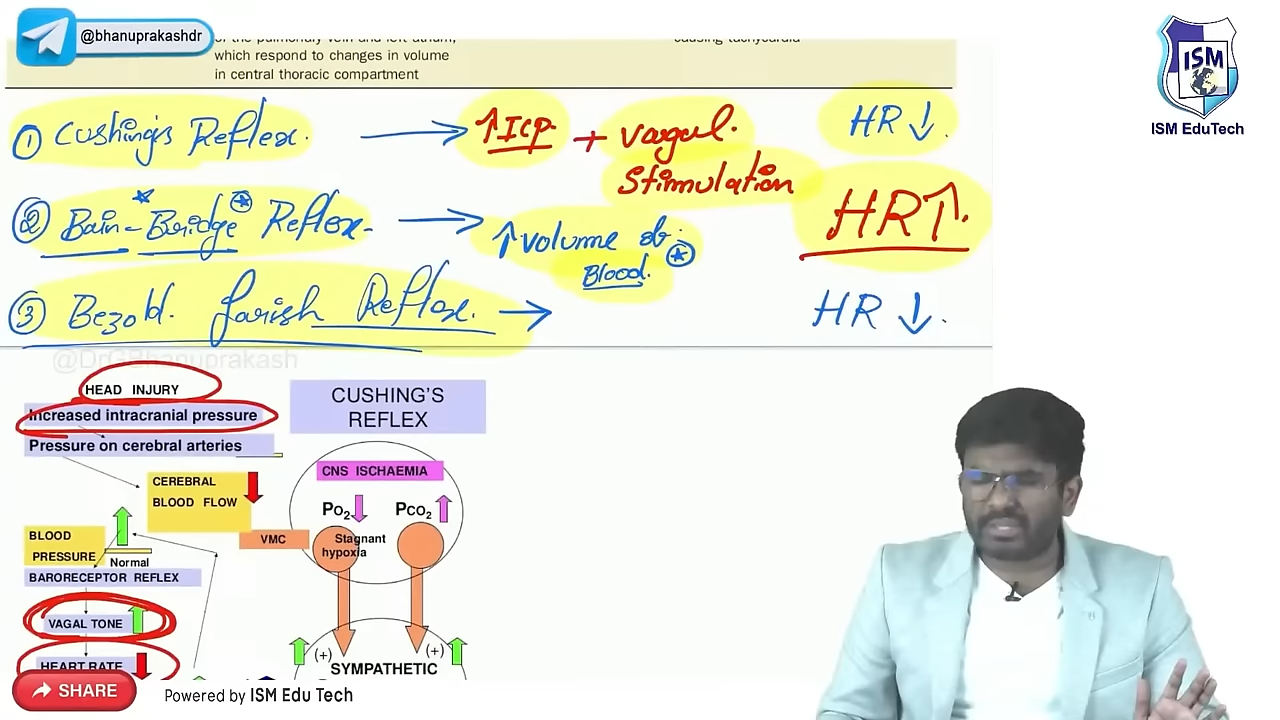 @bhanuprakashdr
of the pulmonary vein and left atrium,
which respond to changes in volume
in central thoracic compartment
causing tachycardia
ISM
ISM EduTech
① Cushing's Reflex. → ↑ICP + Vagal. Stimulation HR↓
② Bain-Bridge Reflex. → ↑Volume of Blood. HR↑.
③ Bezold. Jarish Reflex. → HR↓.
@DrGBhanuprakash
HEAD INJURY
Increased intracranial pressure
Pressure on cerebral arteries
CEREBRAL
BLOOD FLOW
BLOOD
PRESSURE
Normal
BARORECEPTOR REFLEX
VAGAL TONE
HEART RATE
CUSHING'S
REFLEX
CNS ISCHAEMIA
PO2 PCO2
VMC
Stagnant
hypoxia
(+) (+)
SYMPATHETIC
SHARE
Powered by ISM Edu Tech